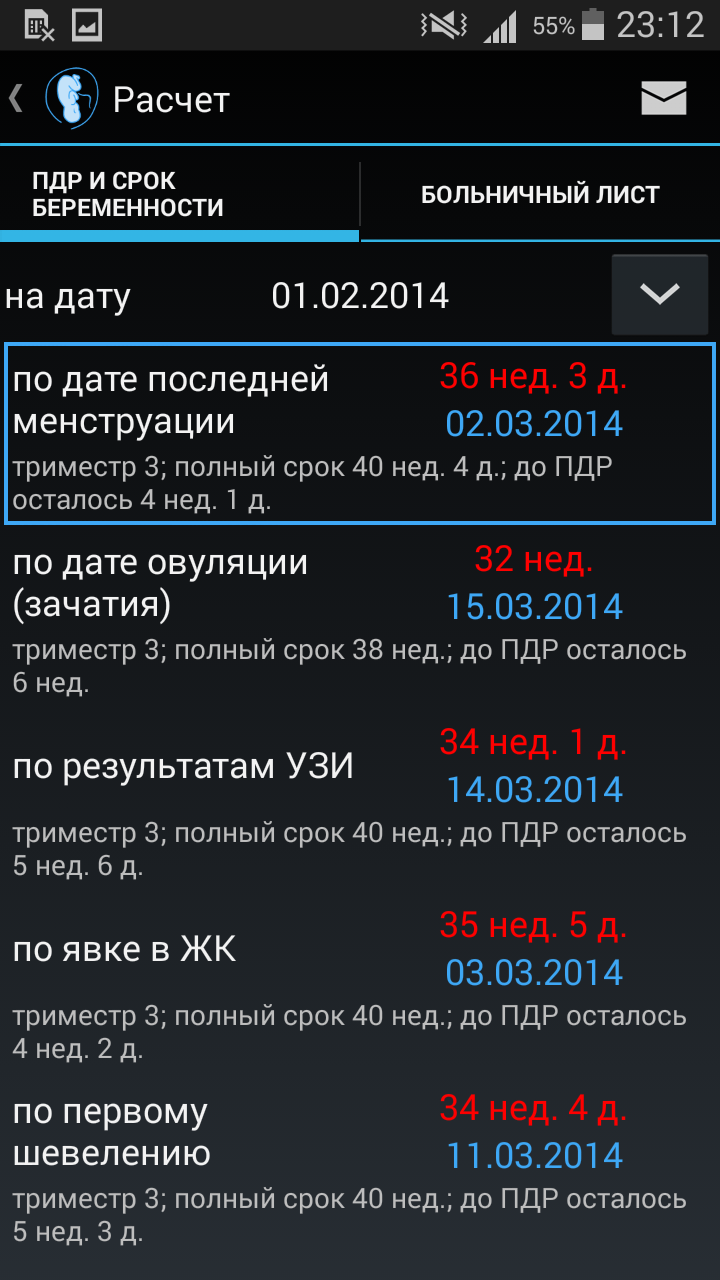 55% 23:12
Расчет
ПДР И СРОК
БЕРЕМЕННОСТИ
БОЛЬНИЧНЫЙ ЛИСТ
на дату 01.02.2014
по дате последней
менструации
36 нед. 3 д.
02.03.2014
триместр 3; полный срок 40 нед. 4 д.; до ПДР
осталось 4 нед. 1 д.
по дате овуляции
(зачатия)
32 нед.
15.03.2014
триместр 3; полный срок 38 нед.; до ПДР осталось
6 нед.
по результатам УЗИ
34 нед. 1 д.
14.03.2014
триместр 3; полный срок 40 нед.; до ПДР осталось
5 нед. 6 д.
по явке в ЖК
35 нед. 5 д.
03.03.2014
триместр 3; полный срок 40 нед.; до ПДР осталось
4 нед. 2 д.
по первому
шевелению
34 нед. 4 д.
11.03.2014
триместр 3; полный срок 40 нед.; до ПДР осталось
5 нед. 3 д.